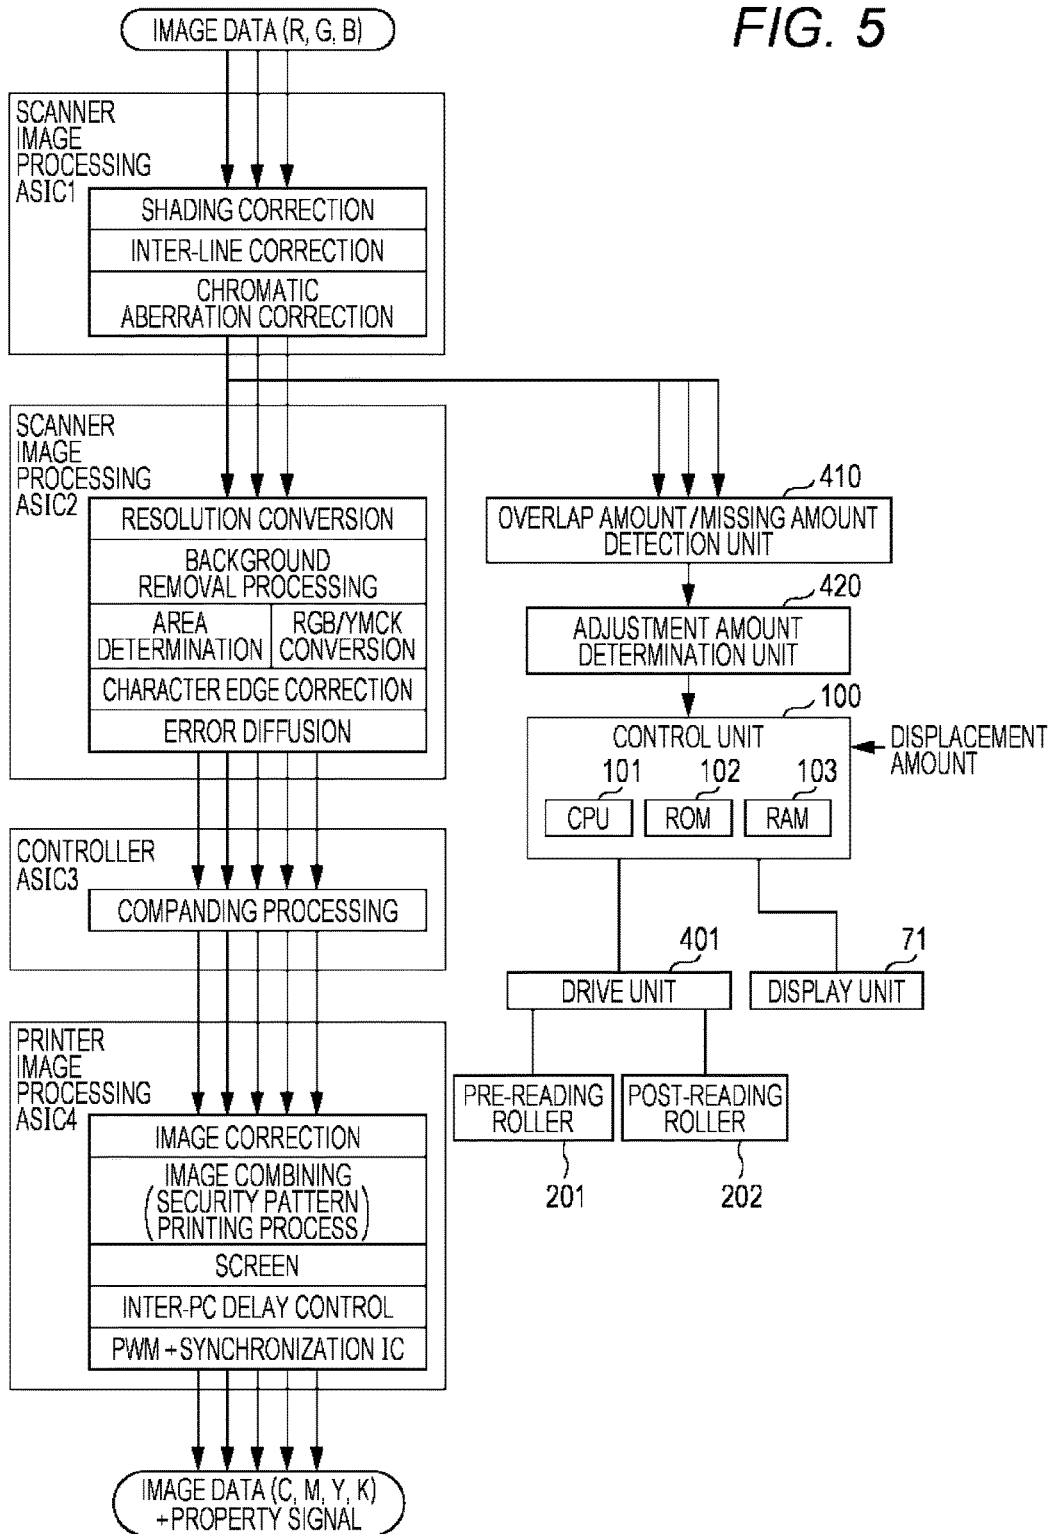 FIG. 5
IMAGE DATA (R, G, B)
SCANNER
IMAGE
PROCESSING
ASIC1
SHADING CORRECTION
INTER-LINE CORRECTION
CHROMATIC
ABERRATION CORRECTION
SCANNER
IMAGE
PROCESSING
ASIC2
RESOLUTION CONVERSION
BACKGROUND
REMOVAL PROCESSING
AREA
DETERMINATION
RGB/YMCK
CONVERSION
CHARACTER EDGE CORRECTION
ERROR DIFFUSION
410
OVERLAP AMOUNT/MISSING AMOUNT
DETECTION UNIT
420
ADJUSTMENT AMOUNT
DETERMINATION UNIT
100
CONTROL UNIT
DISPLACEMENT
AMOUNT
101
102
103
CPU
ROM
RAM
CONTROLLER
ASIC3
COMPANDING PROCESSING
401
DRIVE UNIT
71
DISPLAY UNIT
PRE-READING
ROLLER
201
POST-READING
ROLLER
202
PRINTER
IMAGE
PROCESSING
ASIC4
IMAGE CORRECTION
IMAGE COMBINING
(SECURITY PATTERN
PRINTING PROCESS)
SCREEN
INTER-PC DELAY CONTROL
PWM+SYNCHRONIZATION IC
IMAGE DATA (C, M, Y, K)
+PROPERTY SIGNAL